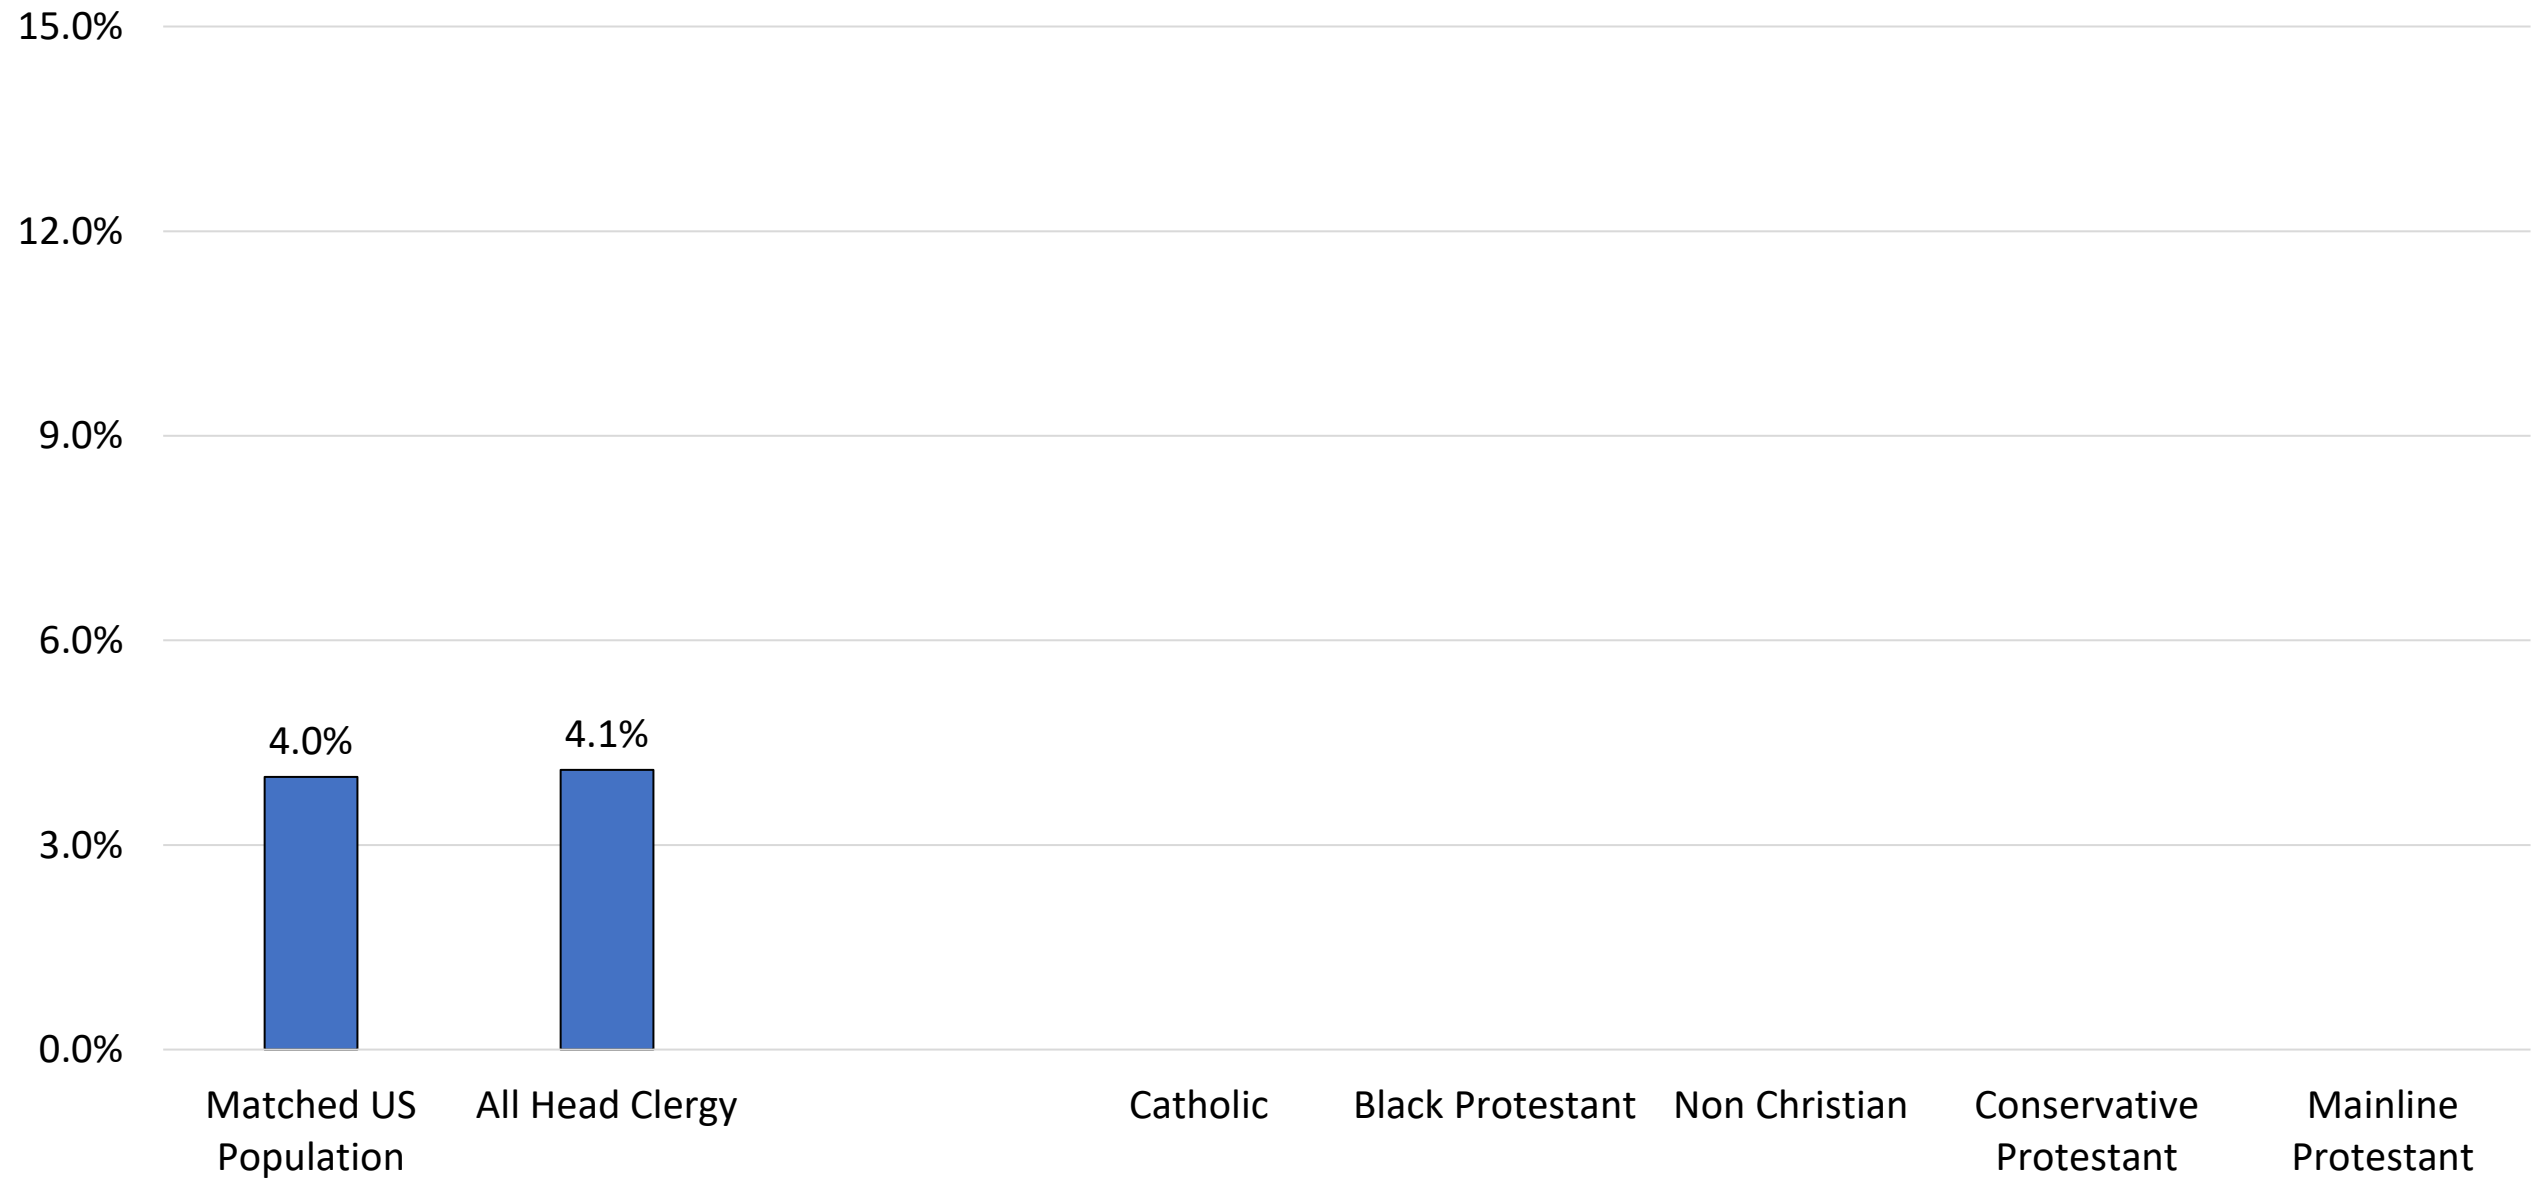 15.0%
12.0%
9.0%
6.0%
3.0%
0.0%
4.0%
4.1%
Matched US
Population
All Head Clergy
Catholic
Black Protestant
Non Christian
Conservative
Protestant
Mainline
Protestant